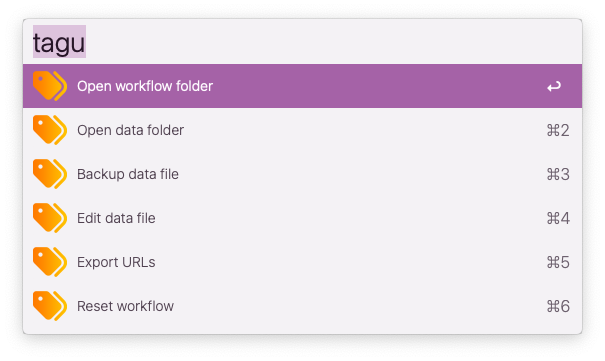 tagu
Open workflow folder ↩
Open data folder ⌘2
Backup data file ⌘3
Edit data file ⌘4
Export URLs ⌘5
Reset workflow ⌘6